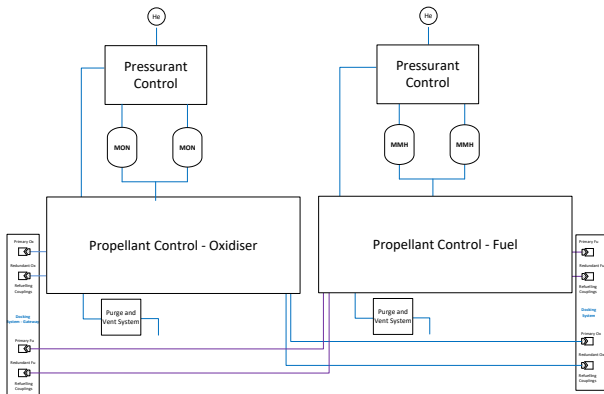 He
He
Pressurant
Control
Pressurant
Control
MON
MON
MMH
MMH
Propellant Control - Oxidiser
Propellant Control - Fuel
Primary Ox
Redundant Ox
Refuelling
Couplings
Docking
System - Gateway
Primary Fu
Redundant Fu
Refuelling
Couplings
Purge and
Vent System
Purge and
Vent System
Primary Fu
Redundant Fu
Refuelling
Couplings
Docking
System
Primary Ox
Redundant Ox
Refuelling
Couplings